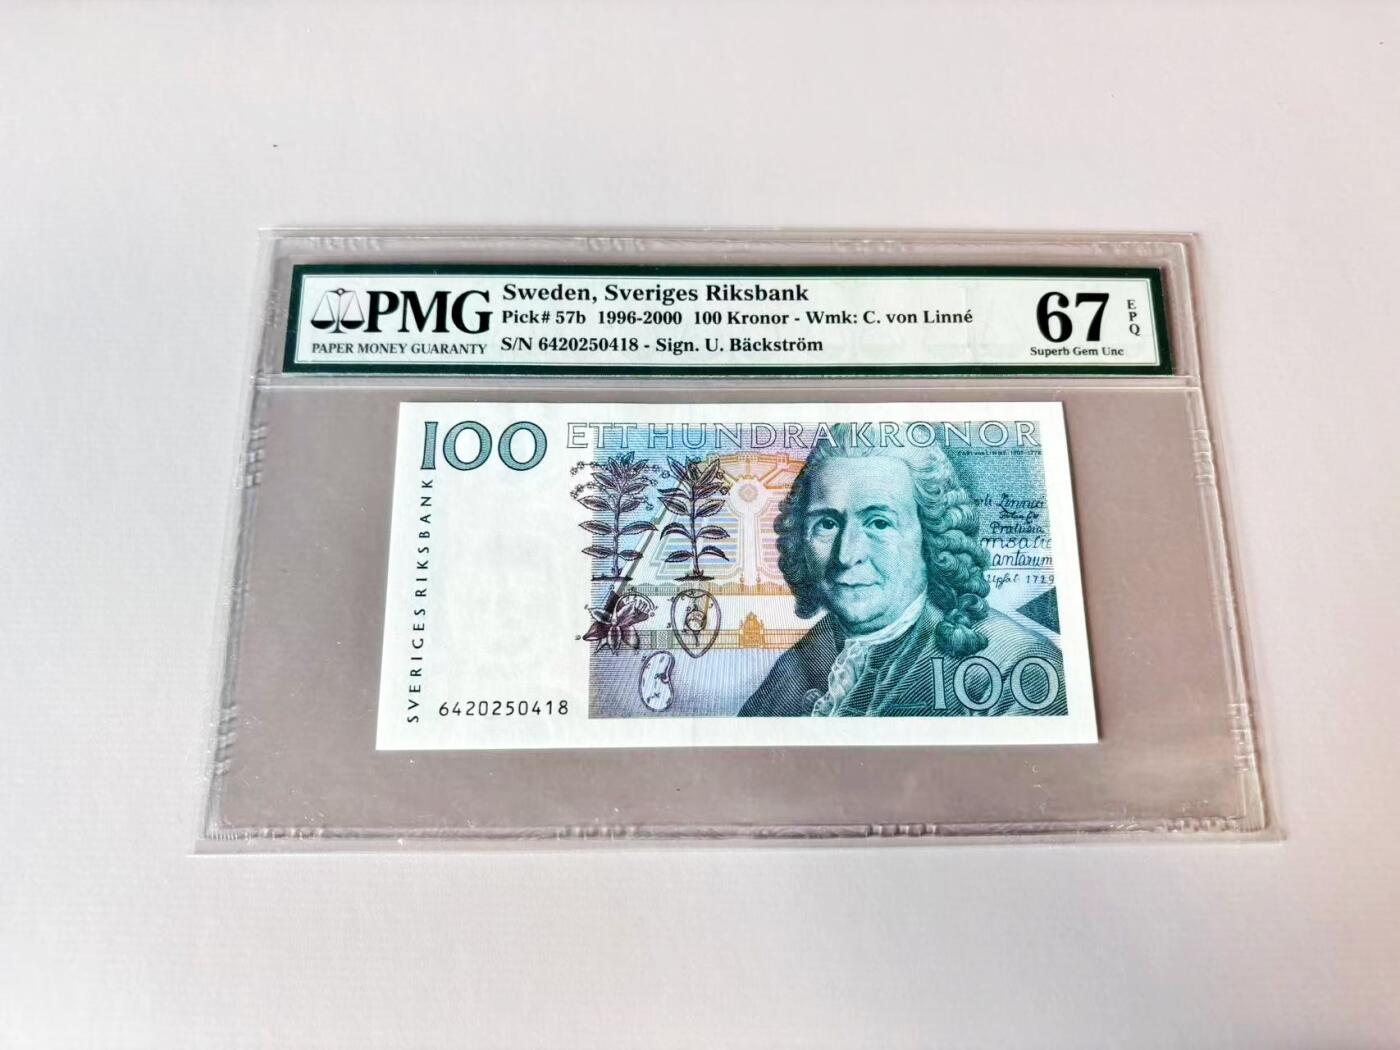 PMG
PAPER MONEY GUARANTY
Sweden, Sveriges Riksbank
Pick# 57b 1996-2000 100 Kronor - Wmk: C. von Linné
S/N 6420250418 - Sign. U. Bäckström
67
EPQ
Superb Gem Unc
100
ETT HUNDRA KRONOR
SVERIGES RIKSBANK
6420250418
100